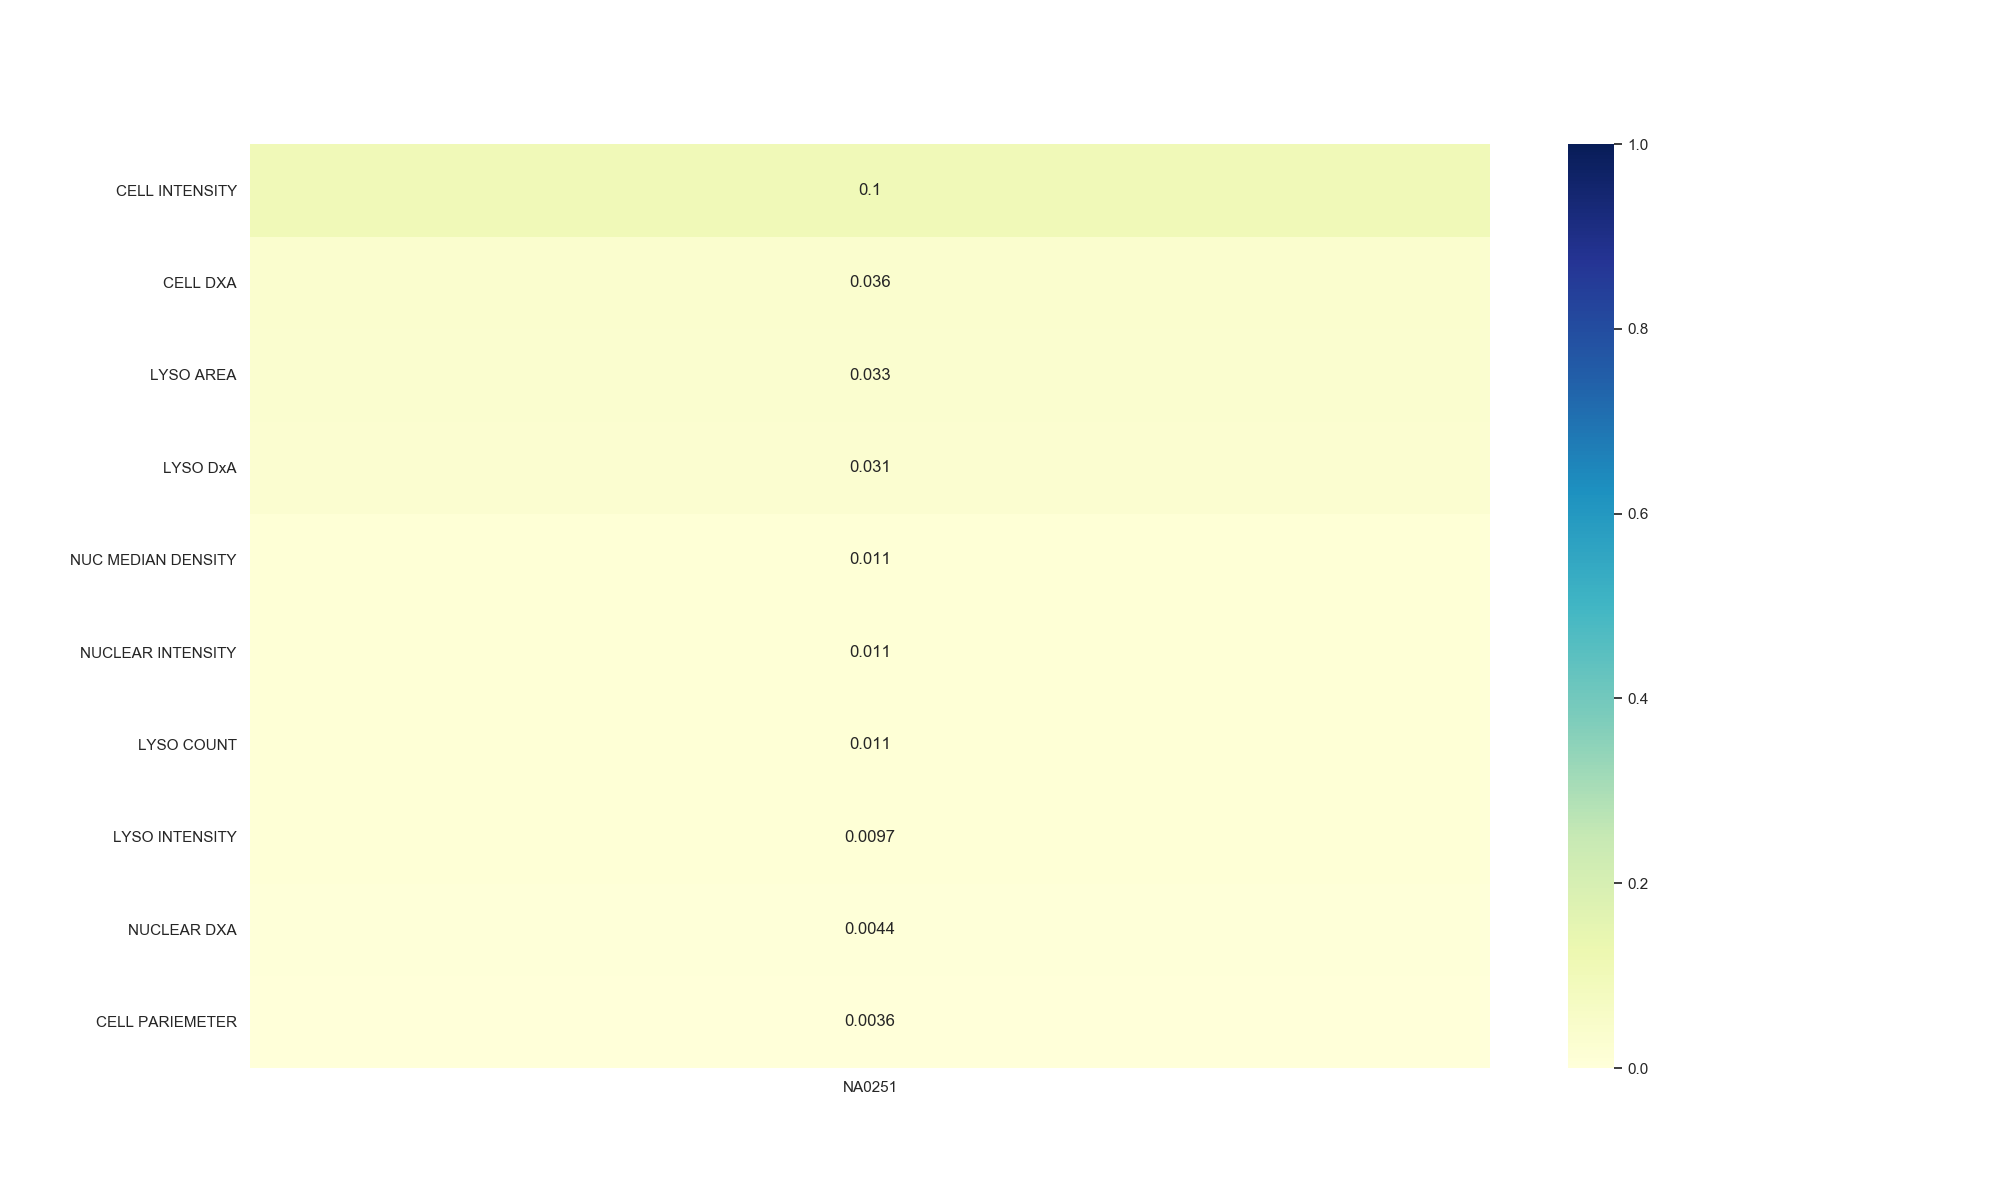 CELL INTENSITY 0.1
CELL DXA 0.036
LYSO AREA 0.033
LYSO DxA 0.031
NUC MEDIAN DENSITY 0.011
NUCLEAR INTENSITY 0.011
LYSO COUNT 0.011
LYSO INTENSITY 0.0097
NUCLEAR DXA 0.0044
CELL PARIEMETER 0.0036
NA0251
1.0
0.8
0.6
0.4
0.2
0.0